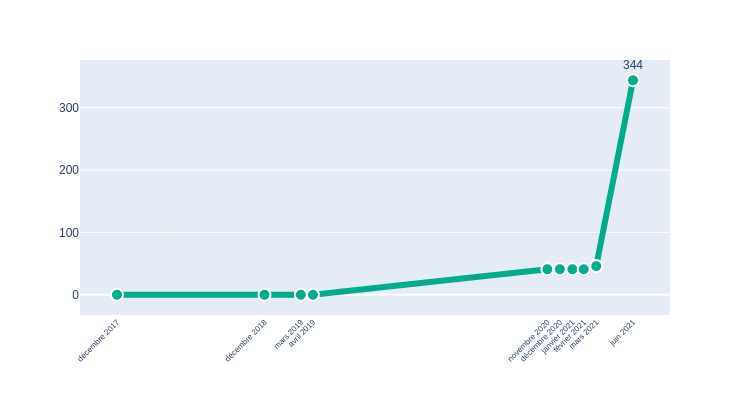 344
300
200
100
0
décembre 2017
décembre 2018
mars 2019
avril 2019
novembre 2020
décembre 2020
janvier 2021
février 2021
mars 2021
juin 2021